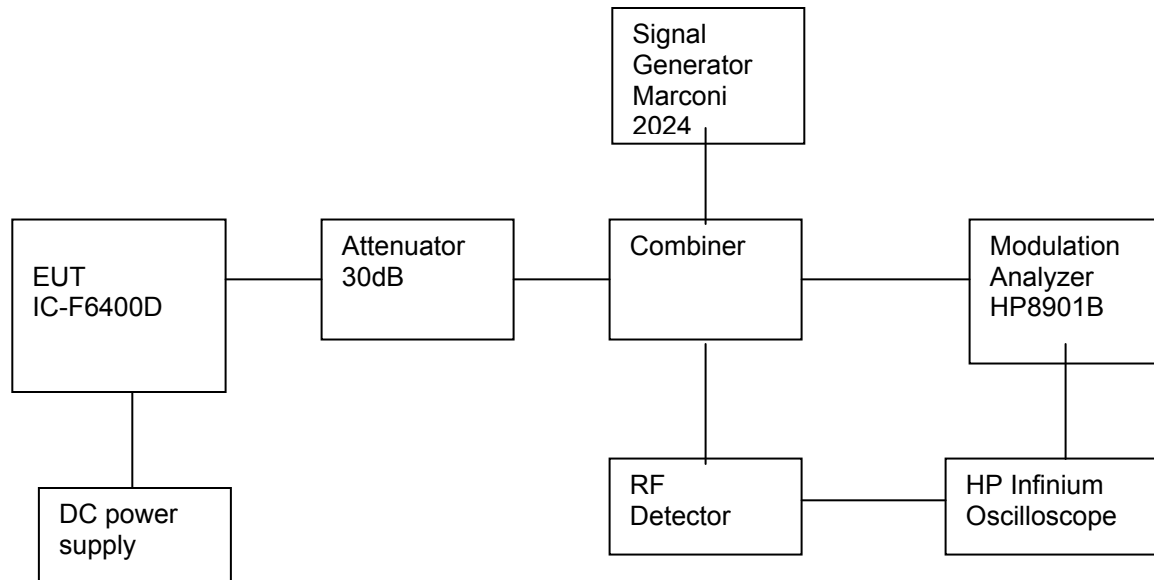 Signal
Generator
Marconi
2024
EUT
IC-F6400D
Attenuator
30dB
Combiner
Modulation
Analyzer
HP8901B
DC power
supply
RF
Detector
HP Infinium
Oscilloscope